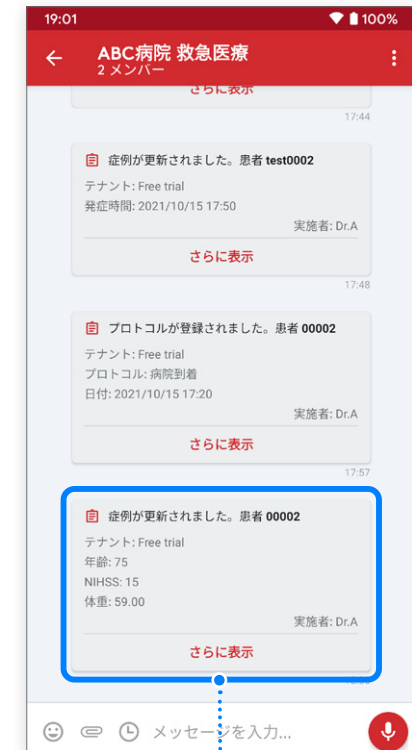 19:01
100%
ABC病院 救急医療
2 メンバー
さらに表示
17:44
症例が更新されました。患者 test0002
テナント: Free trial
発症時間: 2021/10/15 17:50
実施者: Dr.A
さらに表示
17:48
プロトコルが登録されました。患者 00002
テナント: Free trial
プロトコル: 病院到着
日付: 2021/10/15 17:20
実施者: Dr.A
さらに表示
17:57
症例が更新されました。患者 00002
テナント: Free trial
年齢: 75
NIHSS: 15
体重: 59.00
実施者: Dr.A
さらに表示
メッセージを入力...